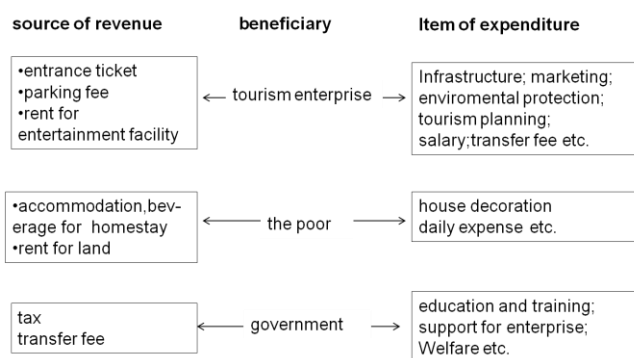 source of revenue
beneficiary
Item of expenditure
•entrance ticket
•parking fee
•rent for
entertainment facility
tourism enterprise
Infrastructure; marketing;
enviromental protection;
tourism planning;
salary;transfer fee etc.
•accommodation,bev-
erage for homestay
•rent for land
the poor
house decoration
daily expense etc.
tax
transfer fee
government
education and training;
support for enterprise;
Welfare etc.